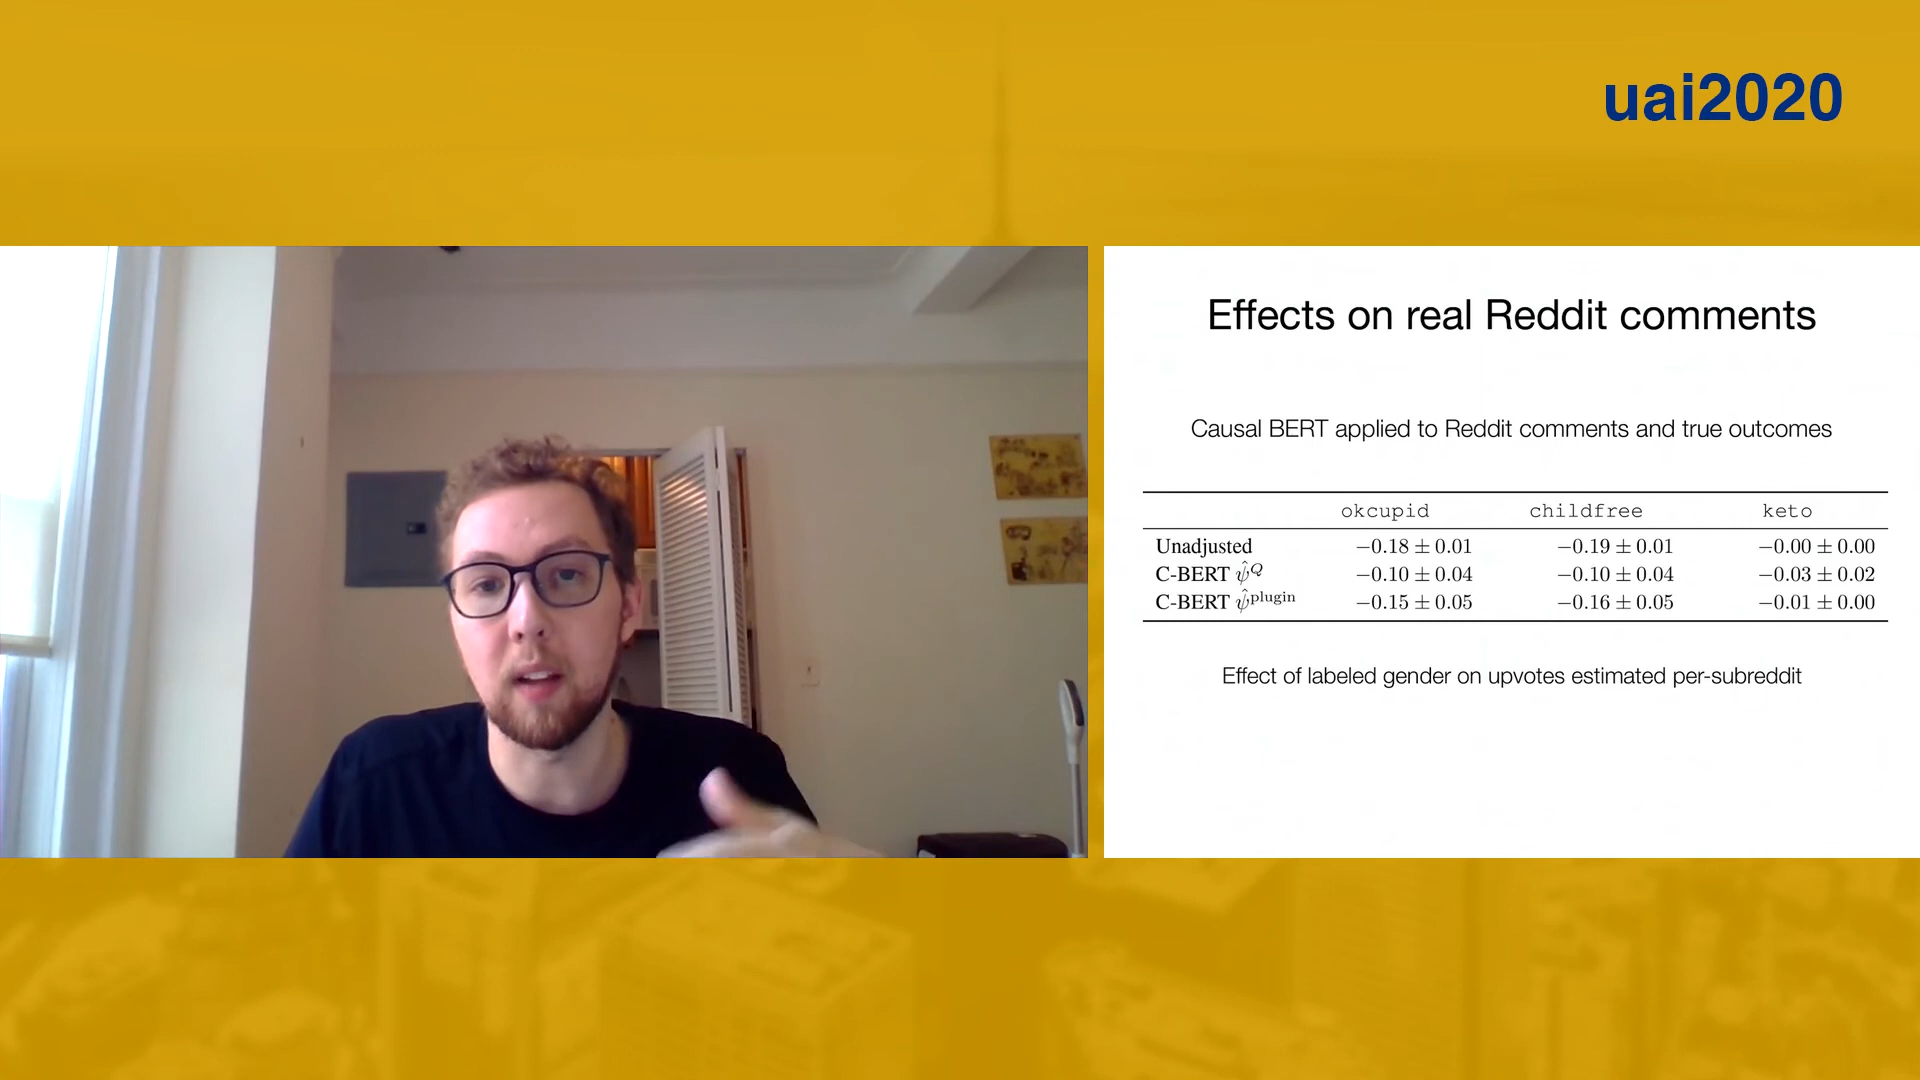 uai2020
Effects on real Reddit comments
Causal BERT applied to Reddit comments and true outcomes
okcupid childfree keto
Unadjusted −0.18 ± 0.01 −0.19 ± 0.01 −0.00 ± 0.00
C-BERT ψ̂^Q −0.10 ± 0.04 −0.10 ± 0.04 −0.03 ± 0.02
C-BERT ψ̂^plugin −0.15 ± 0.05 −0.16 ± 0.05 −0.01 ± 0.00
Effect of labeled gender on upvotes estimated per-subreddit